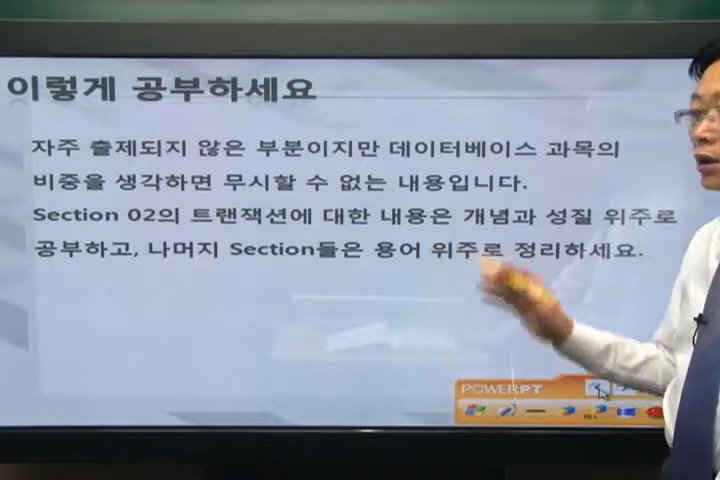 이렇게 공부하세요
자주 출제되지 않은 부분이지만 데이터베이스 과목의
비중을 생각하면 무시할 수 없는 내용입니다.
Section 02의 트랜잭션에 대한 내용은 개념과 성질 위주로
공부하고, 나머지 Section들은 용어 위주로 정리하세요.
POWERPT